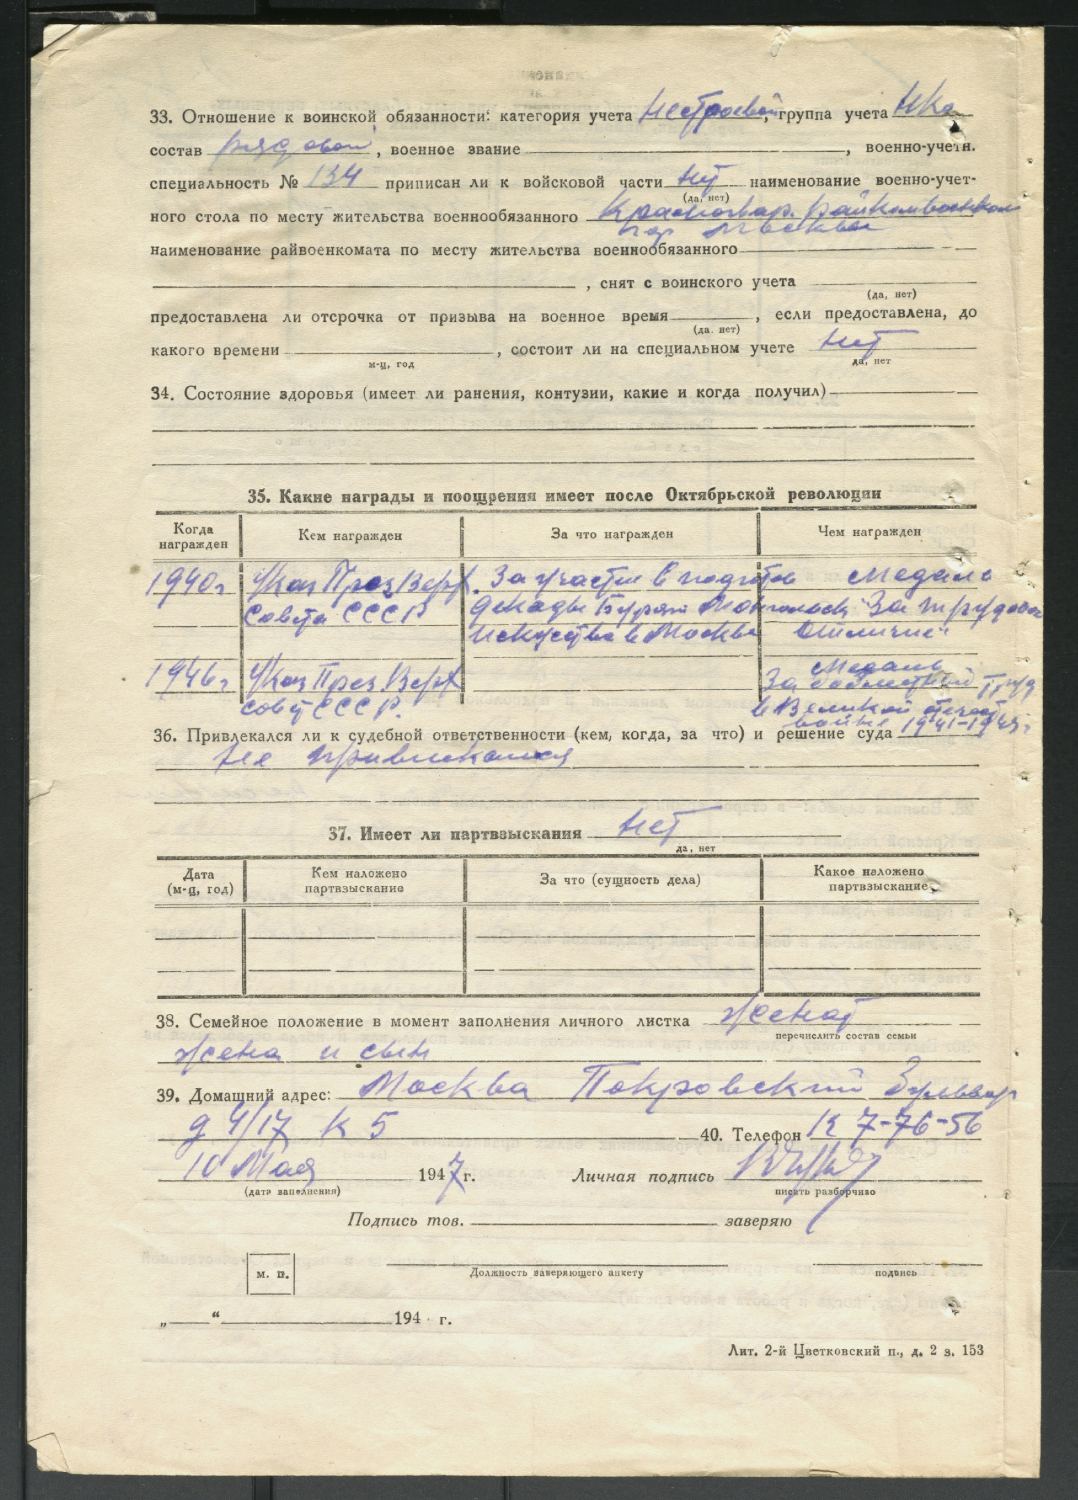 33. Отношение к воинской обязанности: категория учета нестроевой, группа учета НКо
состав рядовой, военное звание , военно-учетн.
специальность № 134 приписан ли к войсковой части нет наименование военно-учет-
(да, нет)
ного стола по месту жительства военнообязанного Красногвар. райкомвоенком
гор Москвы
наименование райвоенкомата по месту жительства военнообязанного
, снят с воинского учета
(да, нет)
предоставлена ли отсрочка от призыва на военное время , если предоставлена, до
(да. нет)
какого времени , состоит ли на специальном учете нет
м-ц, год да, нет
34. Состояние здоровья (имеет ли ранения, контузии, какие и когда получил)
35. Какие награды и поощрения имеет после Октябрьской революции
Когда награжден Кем награжден За что награжден Чем награжден
1940 г Указ През Верх. За участие в подготов Медаль
Совета СССР декады Бурят Монгольск "За трудовое
Искусства в Москве отличие"
1946 г Указ През Верх Медаль
За доблестный труд
Совет СССР. в Великой отечест
войне 1941-1945 г.
36. Привлекался ли к судебной ответственности (кем, когда, за что) и решение суда
не привлекался
37. Имеет ли партвзыскания нет
да, нет
Дата (м-ц, год) Кем наложено партвзыскание За что (сущность дела) Какое наложено партвзыскание
38. Семейное положение в момент заполнения личного листка женат
перечислить состав семьи
жена и сын
39. Домашний адрес: Москва Покровский бульвар
д 4/17 к 5 40. Телефон К 7-76-56
10 Мая 1947 г. Личная подпись
(дата заполнения) писать разборчиво
Подпись тов. заверяю
м. п. Должность заверяющего анкету подпись
„ “ 194 г.
Лит. 2-й Цветковский п., д. 2 з. 153